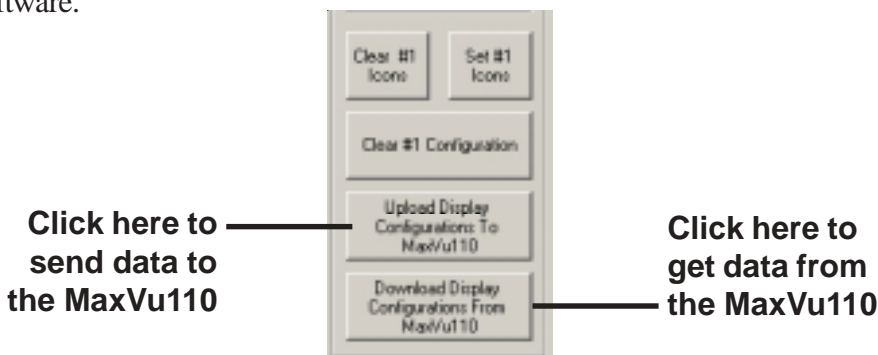 ftware.
Clear #1
Icons
Set #1
Icons
Clear #1 Configuration
Upload Display
Configurations To
MaxVu110
Download Display
Configurations From
MaxVu110
Click here to
send data to
the MaxVu110
Click here to
get data from
the MaxVu110